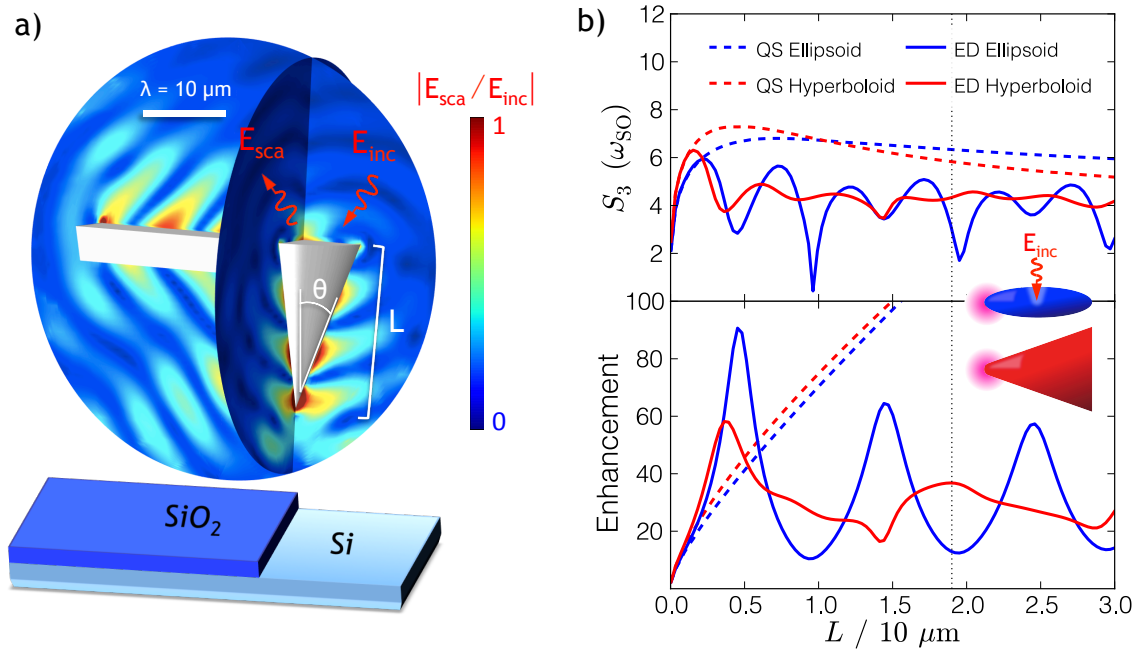 a)
λ = 10 μm
|E_sca / E_inc|
1
0
E_sca
E_inc
θ
L
SiO₂
Si
b)
12
10
8
6
4
2
S₃ (ω_SO)
QS Ellipsoid
ED Ellipsoid
QS Hyperboloid
ED Hyperboloid
E_inc
100
80
60
40
20
Enhancement
0.0 0.5 1.0 1.5 2.0 2.5 3.0
L / 10 μm